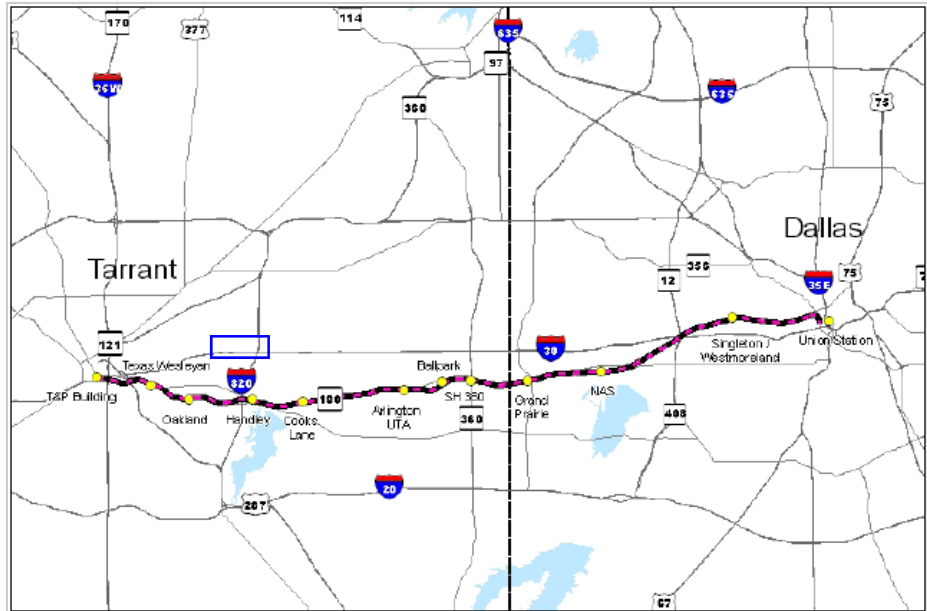 170
377
114
635
97
35W
635
360
75
Dallas
Tarrant
356
12
75
35E
121
30
Singleton /
Westmoreland
Union Station
Texas Wesleyan
820
Ballpark
T&P Building
SH 360
NAS
Oakland
Handley
Cooks
Lane
180
Arlington
UTA
360
Grand
Prairie
408
20
287
67